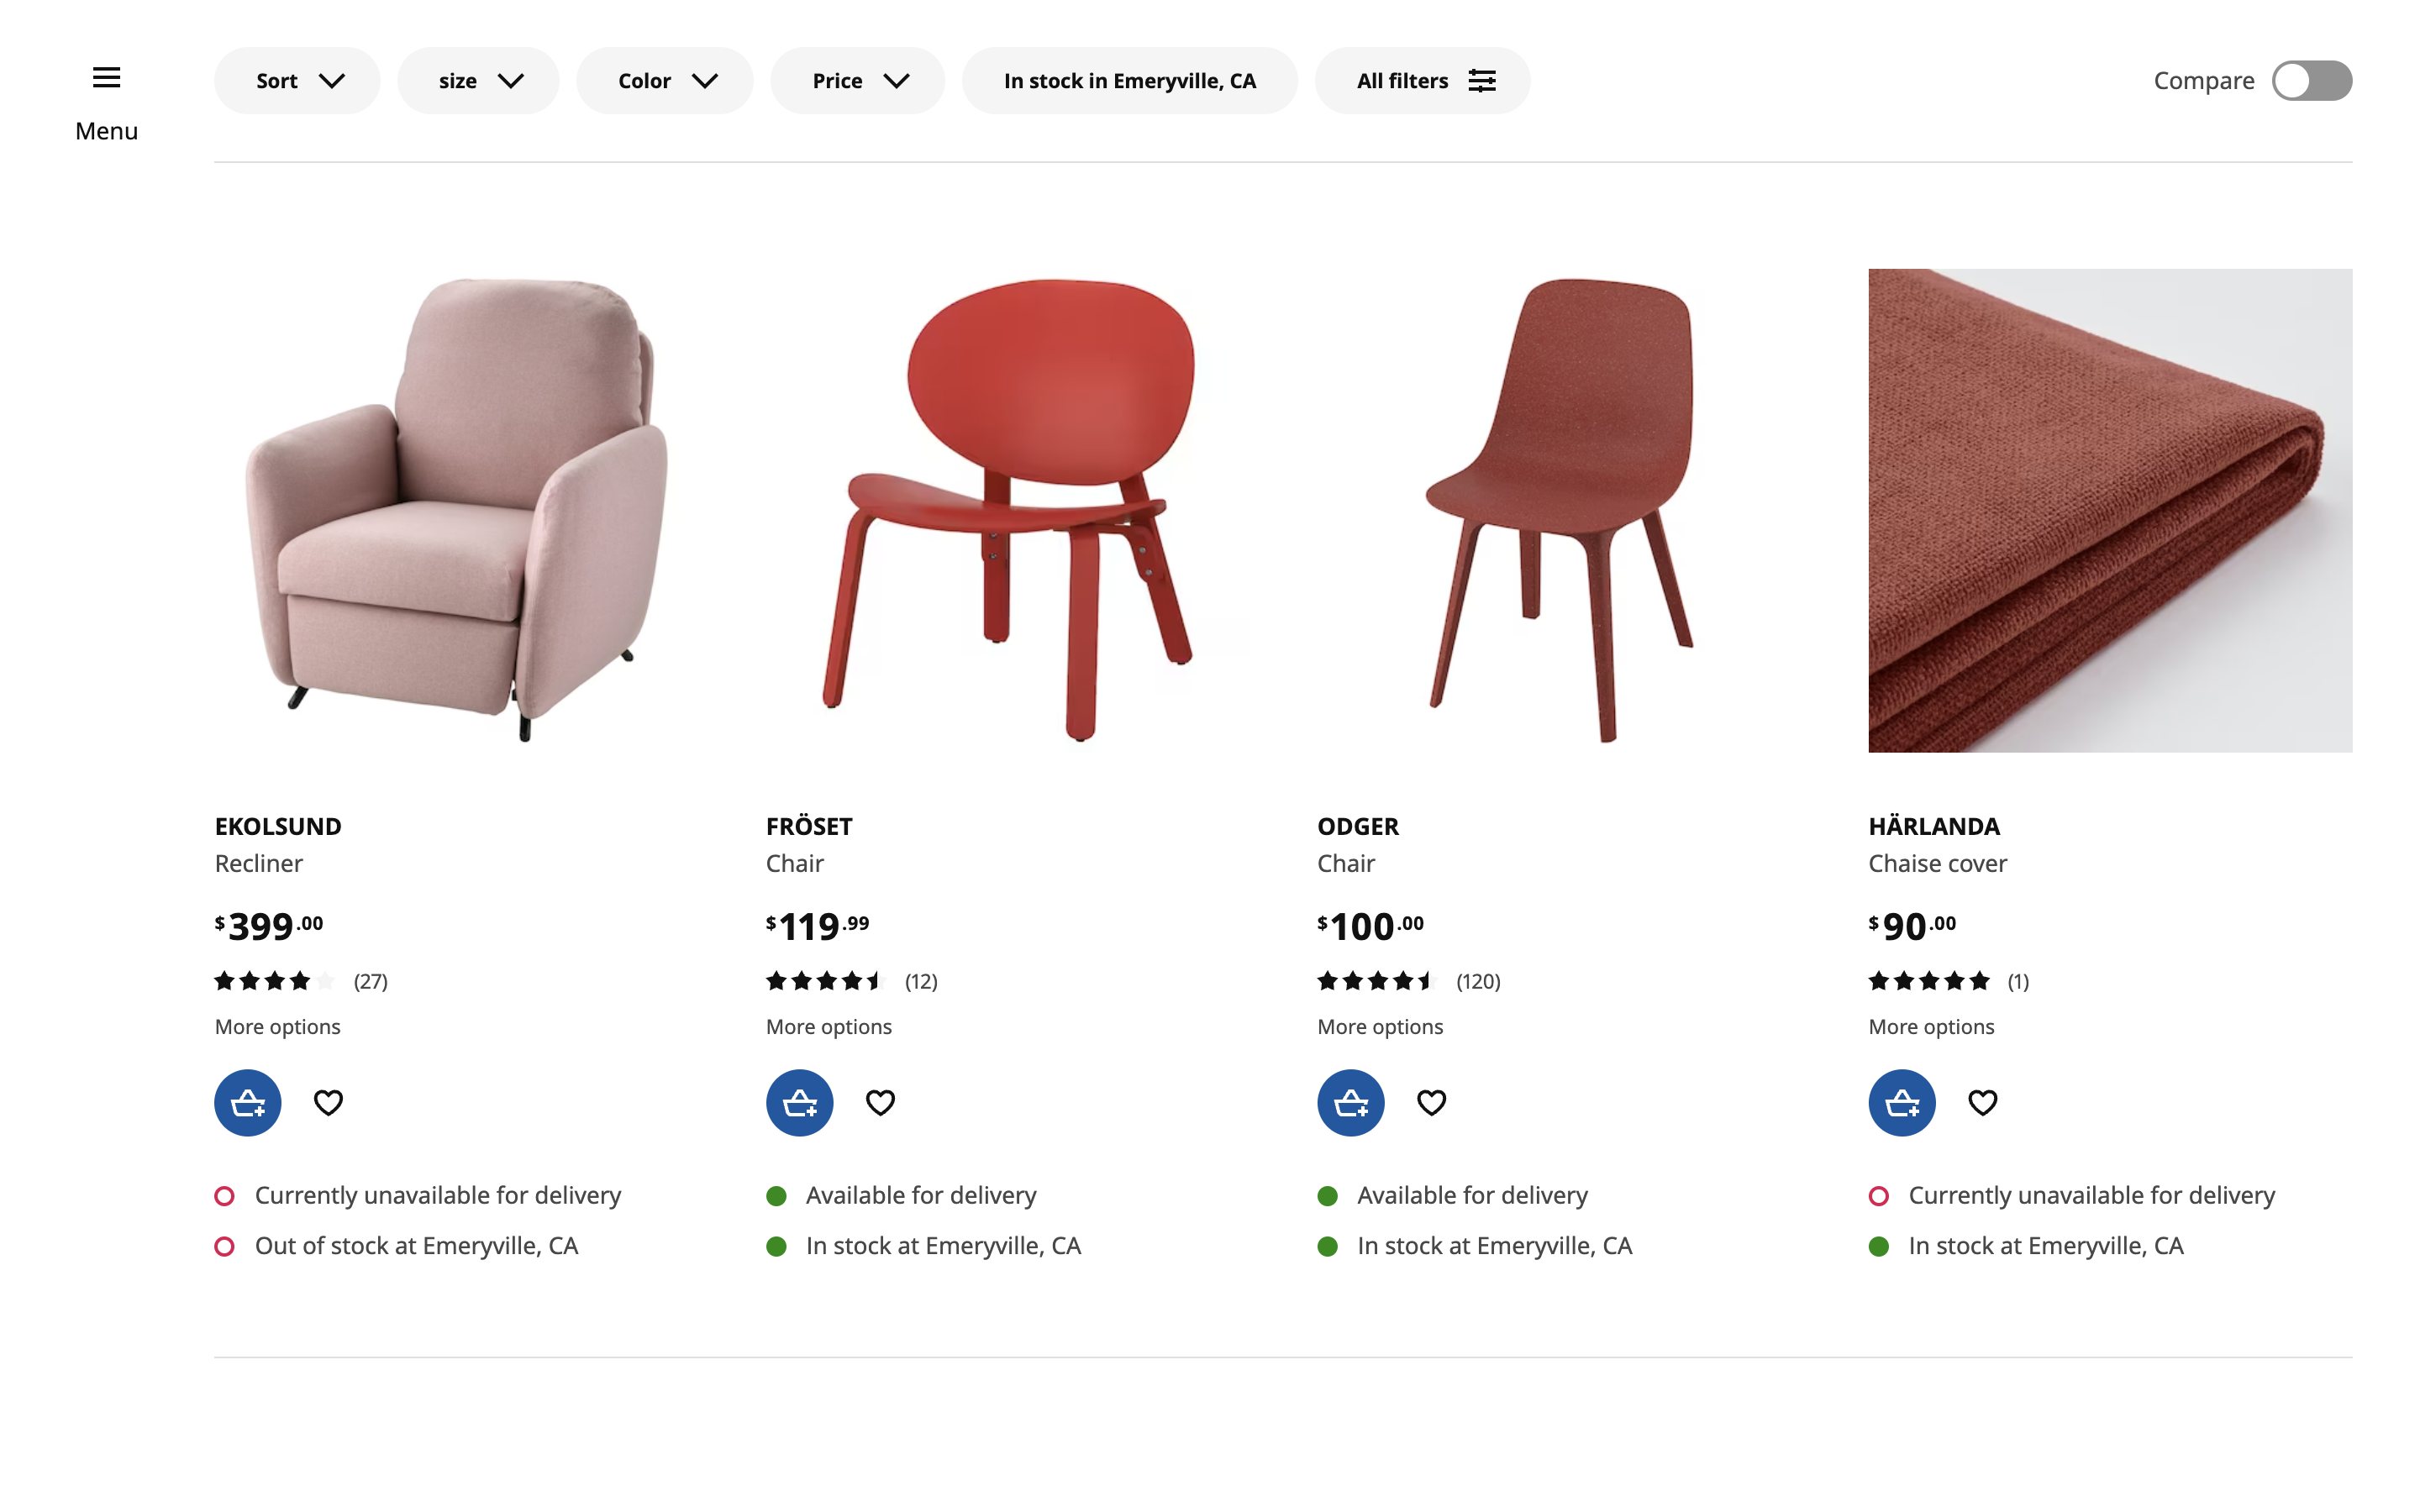 Menu
Sort
size
Color
Price
In stock in Emeryville, CA
All filters
Compare
EKOLSUND
Recliner
$399.00
(27)
More options
Currently unavailable for delivery
Out of stock at Emeryville, CA
FRÖSET
Chair
$119.99
(12)
More options
Available for delivery
In stock at Emeryville, CA
ODGER
Chair
$100.00
(120)
More options
Available for delivery
In stock at Emeryville, CA
HÄRLANDA
Chaise cover
$90.00
(1)
More options
Currently unavailable for delivery
In stock at Emeryville, CA